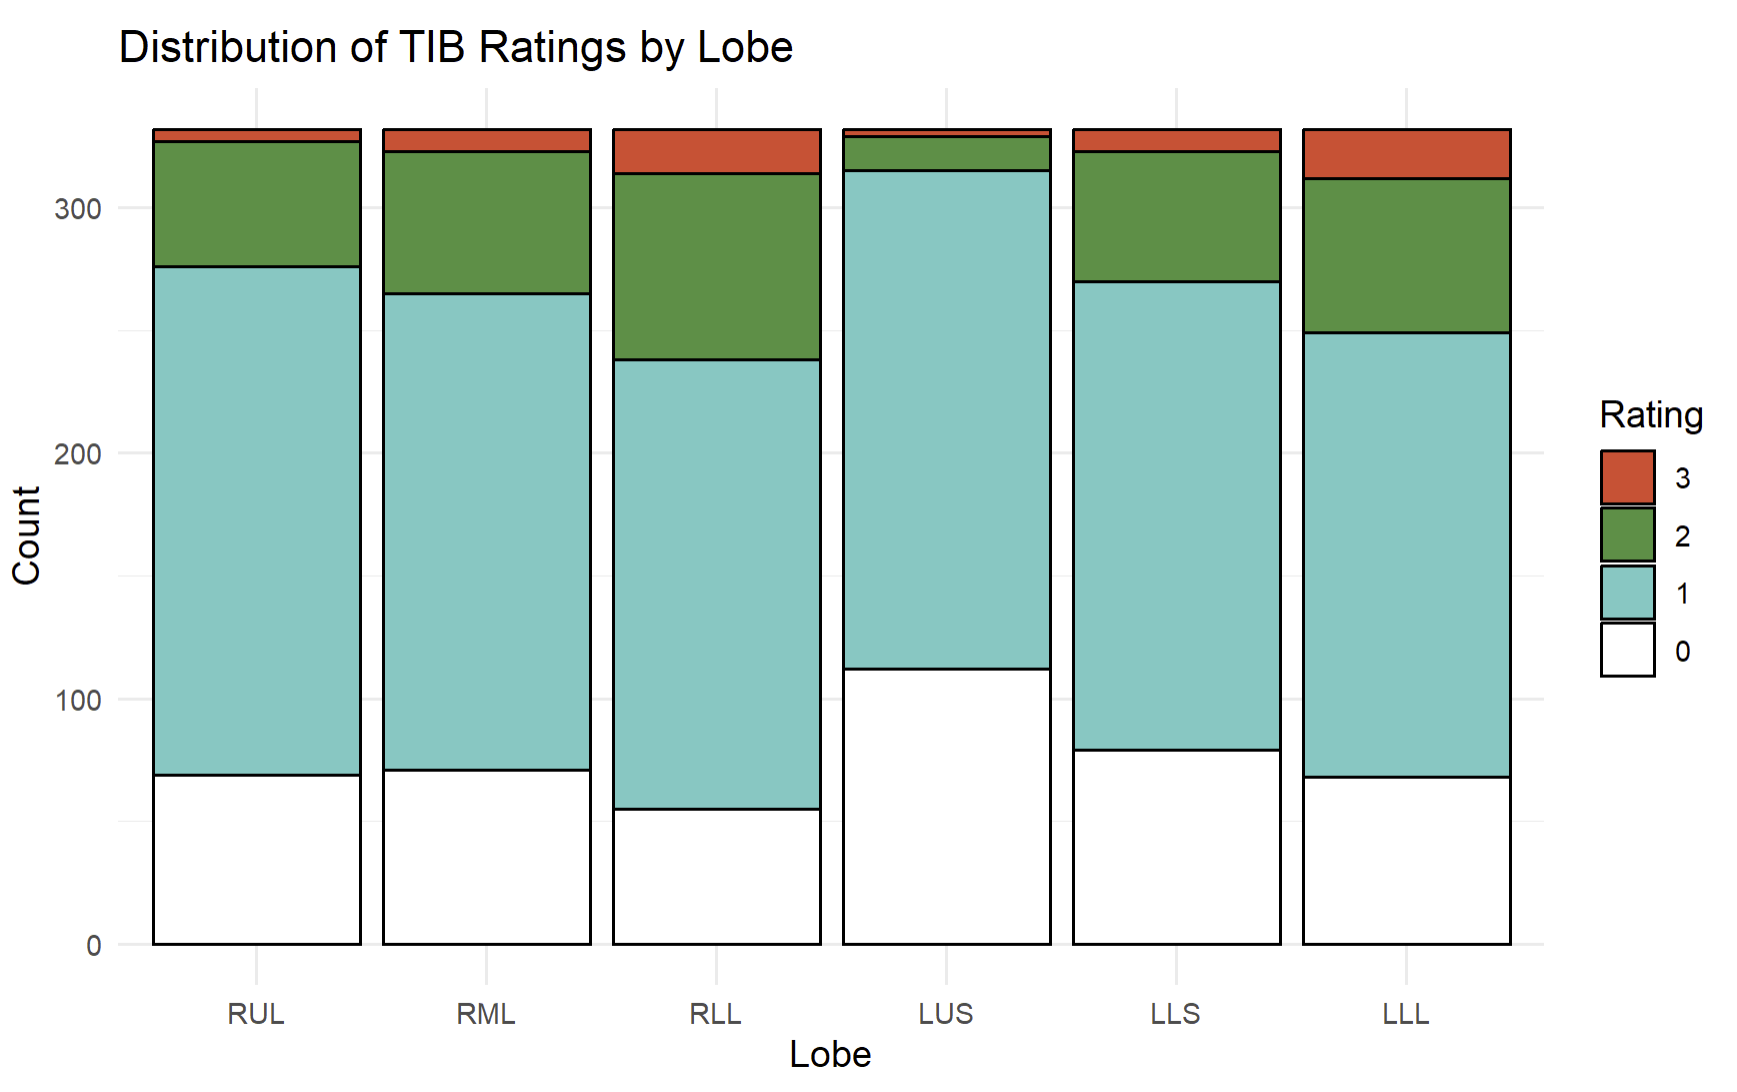 Distribution of TIB Ratings by Lobe
300
200
100
0
Count
RUL
RML
RLL
LUS
LLS
LLL
Lobe
Rating
3
2
1
0